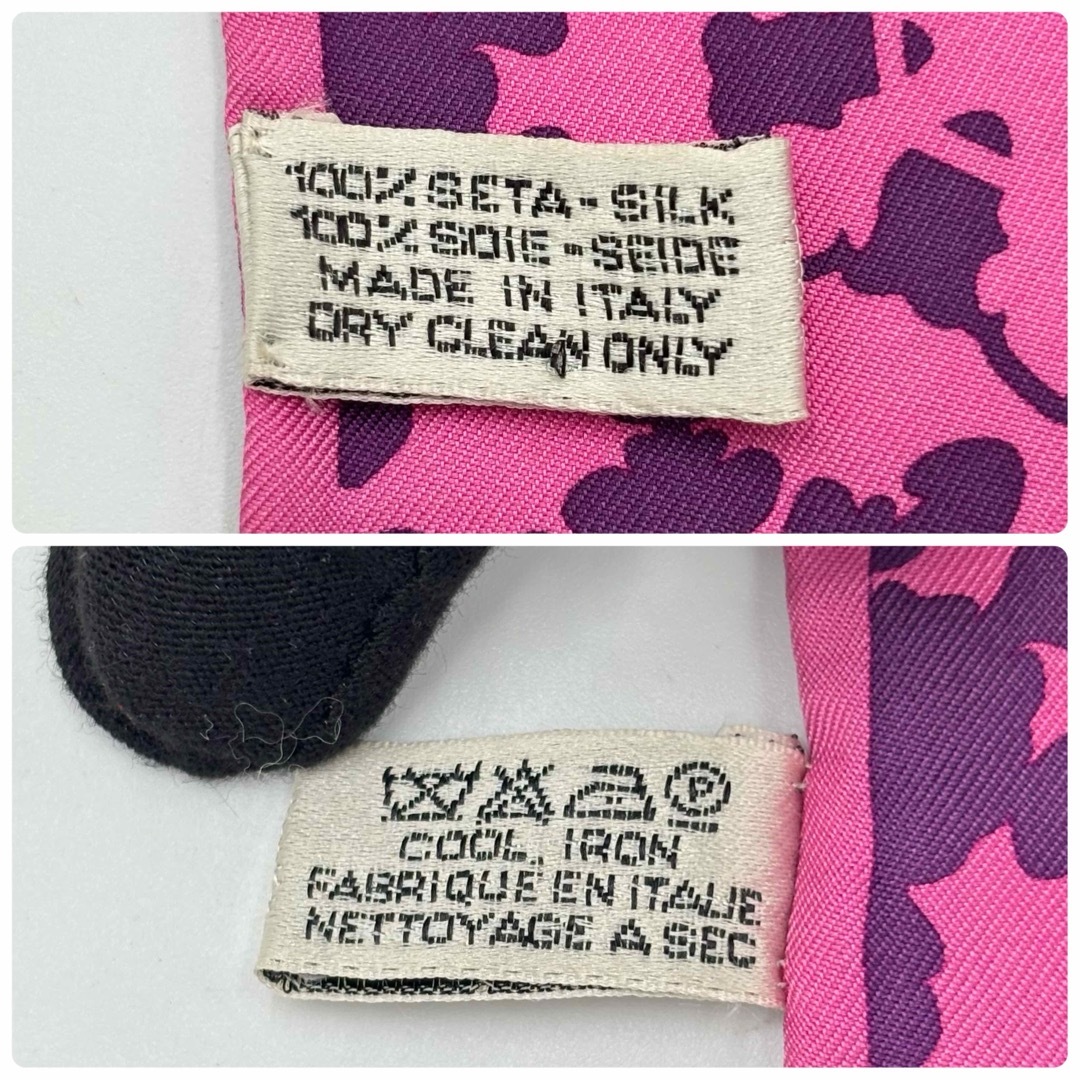 100% SETA - SILK
100% SOIE - SEIDE
MADE IN ITALY
DRY CLEAN ONLY
P
COOL IRON
FABRIQUE EN ITALIE
NETTOYAGE A SEC